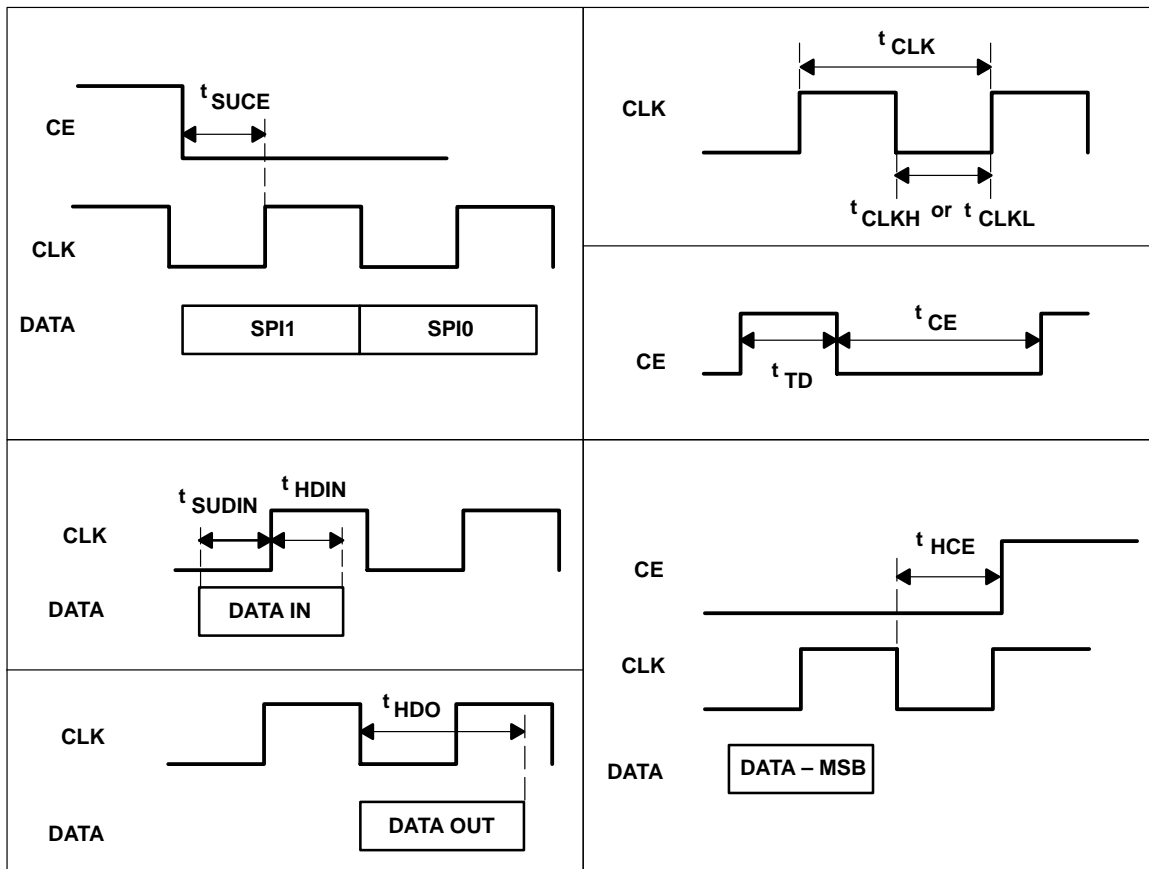 t SUCE
CE
CLK
DATA
SPI1
SPI0
t CLK
CLK
t CLKH or t CLKL
t CE
CE
t TD
t SUDIN
t HDIN
CLK
DATA
DATA IN
t HDO
CLK
DATA
DATA OUT
t HCE
CE
CLK
DATA
DATA – MSB